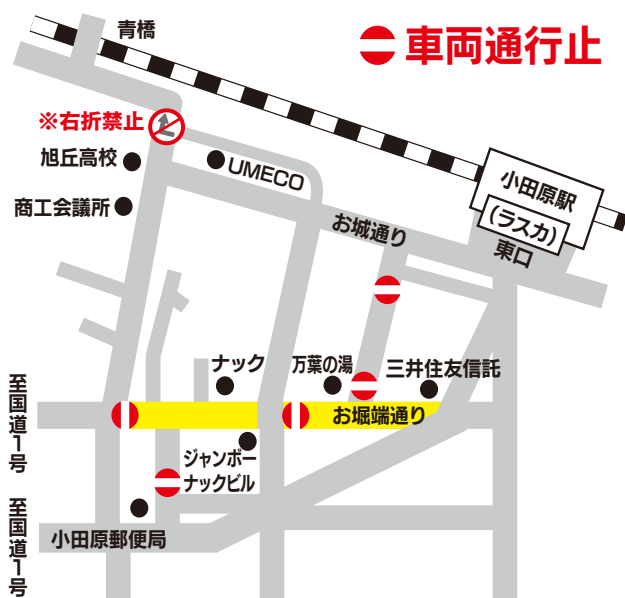 青橋
車両通行止
※右折禁止
旭丘高校
UMECO
小田原駅
(ラスカ)
商工会議所
お城通り
東口
ナック
万葉の湯
三井住友信託
至国道1号
お堀端通り
ジャンボー
ナックビル
至国道1号
小田原郵便局